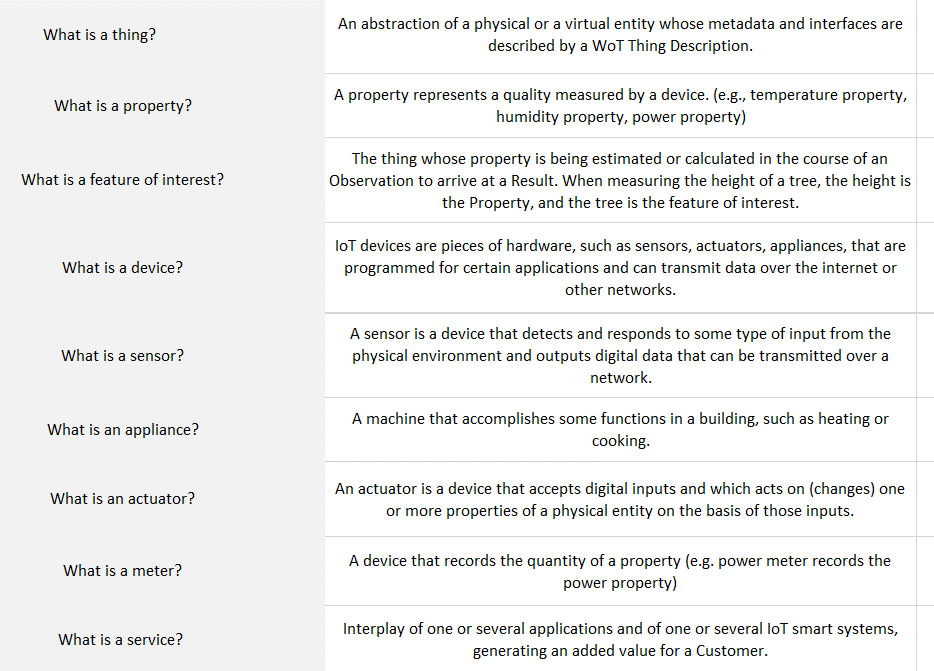 What is a thing?
An abstraction of a physical or a virtual entity whose metadata and interfaces are
described by a WoT Thing Description.
What is a property?
A property represents a quality measured by a device. (e.g., temperature property,
humidity property, power property)
What is a feature of interest?
The thing whose property is being estimated or calculated in the course of an
Observation to arrive at a Result. When measuring the height of a tree, the height is
the Property, and the tree is the feature of interest.
What is a device?
IoT devices are pieces of hardware, such as sensors, actuators, appliances, that are
programmed for certain applications and can transmit data over the internet or
other networks.
What is a sensor?
A sensor is a device that detects and responds to some type of input from the
physical environment and outputs digital data that can be transmitted over a
network.
What is an appliance?
A machine that accomplishes some functions in a building, such as heating or
cooking.
What is an actuator?
An actuator is a device that accepts digital inputs and which acts on (changes) one
or more properties of a physical entity on the basis of those inputs.
What is a meter?
A device that records the quantity of a property (e.g. power meter records the
power property)
What is a service?
Interplay of one or several applications and of one or several IoT smart systems,
generating an added value for a Customer.